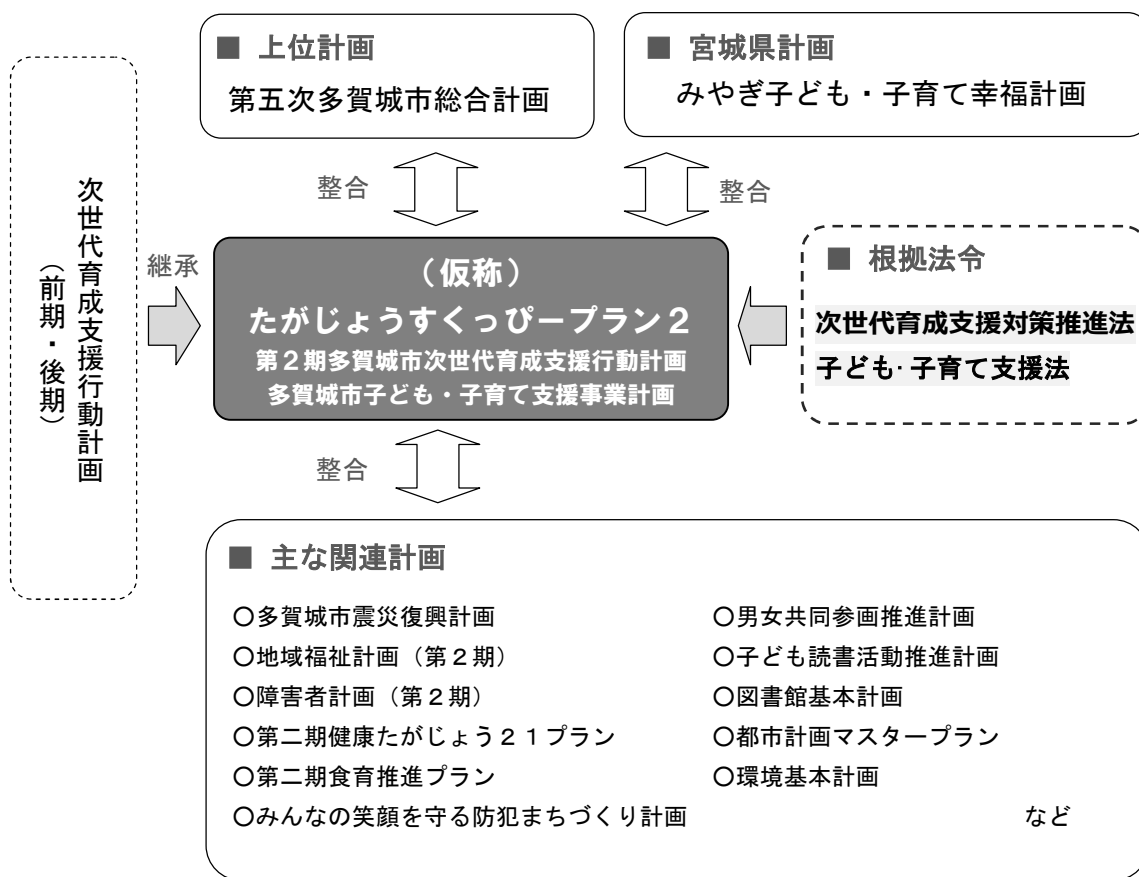 ■ 上位計画
第五次多賀城市総合計画
■ 宮城県計画
みやぎ子ども・子育て幸福計画
整合
整合
次世代育成支援行動計画
（前期・後期）
継承
（仮称）
たがじょうすくっぴープラン２
第２期多賀城市次世代育成支援行動計画
多賀城市子ども・子育て支援事業計画
■ 根拠法令
次世代育成支援対策推進法
子ども･子育て支援法
整合
■ 主な関連計画
○多賀城市震災復興計画
○地域福祉計画（第２期）
○障害者計画（第２期）
○第二期健康たがじょう２１プラン
○第二期食育推進プラン
○みんなの笑顔を守る防犯まちづくり計画
○男女共同参画推進計画
○子ども読書活動推進計画
○図書館基本計画
○都市計画マスタープラン
○環境基本計画
など